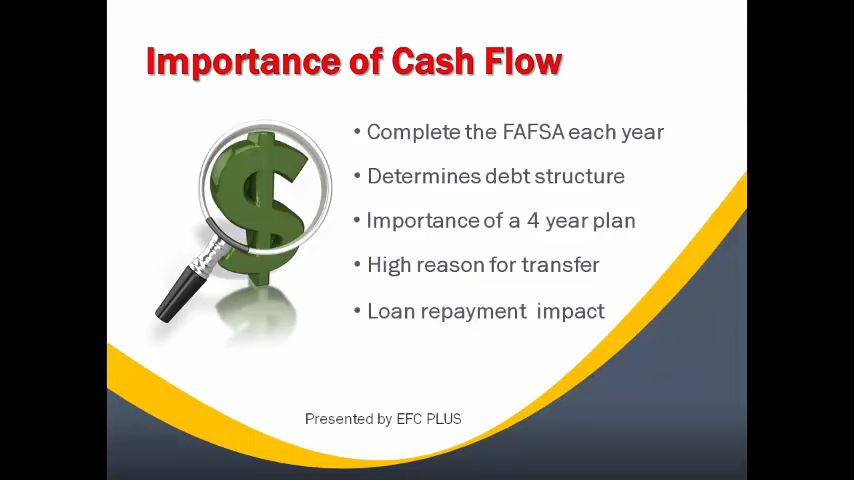 Importance of Cash Flow
• Complete the FAFSA each year
• Determines debt structure
• Importance of a 4 year plan
• High reason for transfer
• Loan repayment impact
Presented by EFC PLUS